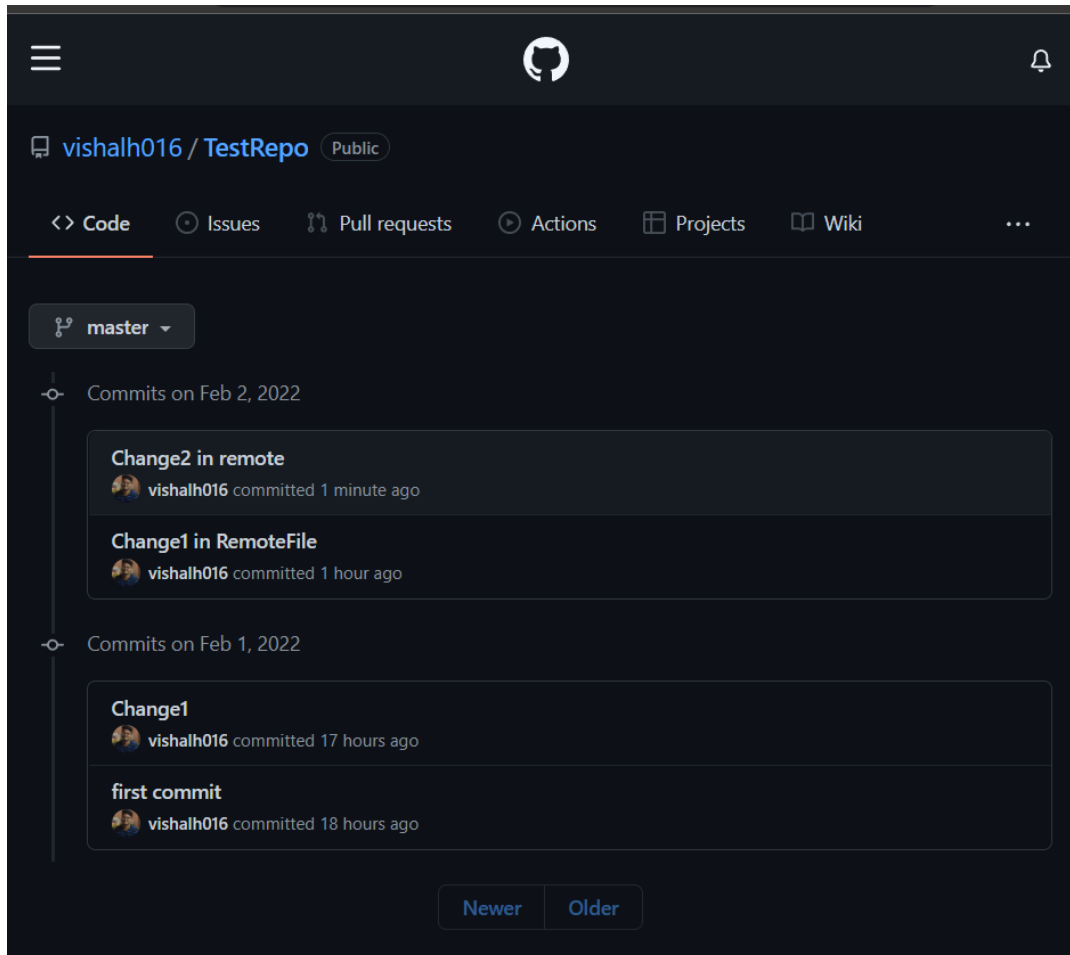 vishalh016 / TestRepo Public
Code Issues Pull requests Actions Projects Wiki ...
master
Commits on Feb 2, 2022
Change2 in remote
vishalh016 committed 1 minute ago
Change1 in RemoteFile
vishalh016 committed 1 hour ago
Commits on Feb 1, 2022
Change1
vishalh016 committed 17 hours ago
first commit
vishalh016 committed 18 hours ago
Newer Older